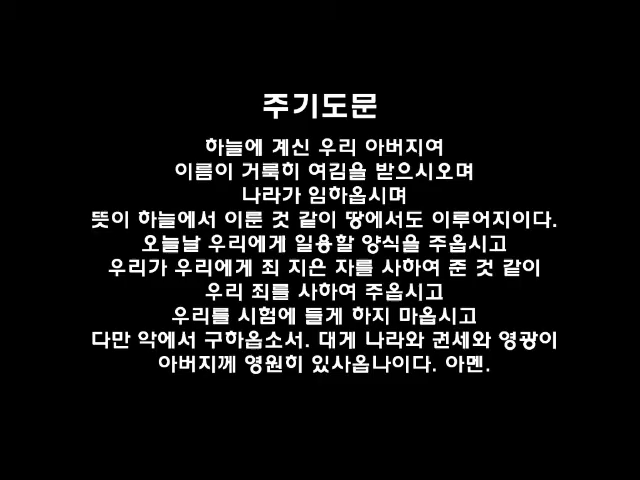 주기도문
하늘에 계신 우리 아버지여
이름이 거룩히 여김을 받으시오며
나라가 임하옵시며
뜻이 하늘에서 이룬 것 같이 땅에서도 이루어지이다.
오늘날 우리에게 일용할 양식을 주옵시고
우리가 우리에게 죄 지은 자를 사하여 준 것 같이
우리 죄를 사하여 주옵시고
우리를 시험에 들게 하지 마옵시고
다만 악에서 구하옵소서. 대게 나라와 권세와 영광이
아버지께 영원히 있사옵나이다. 아멘.